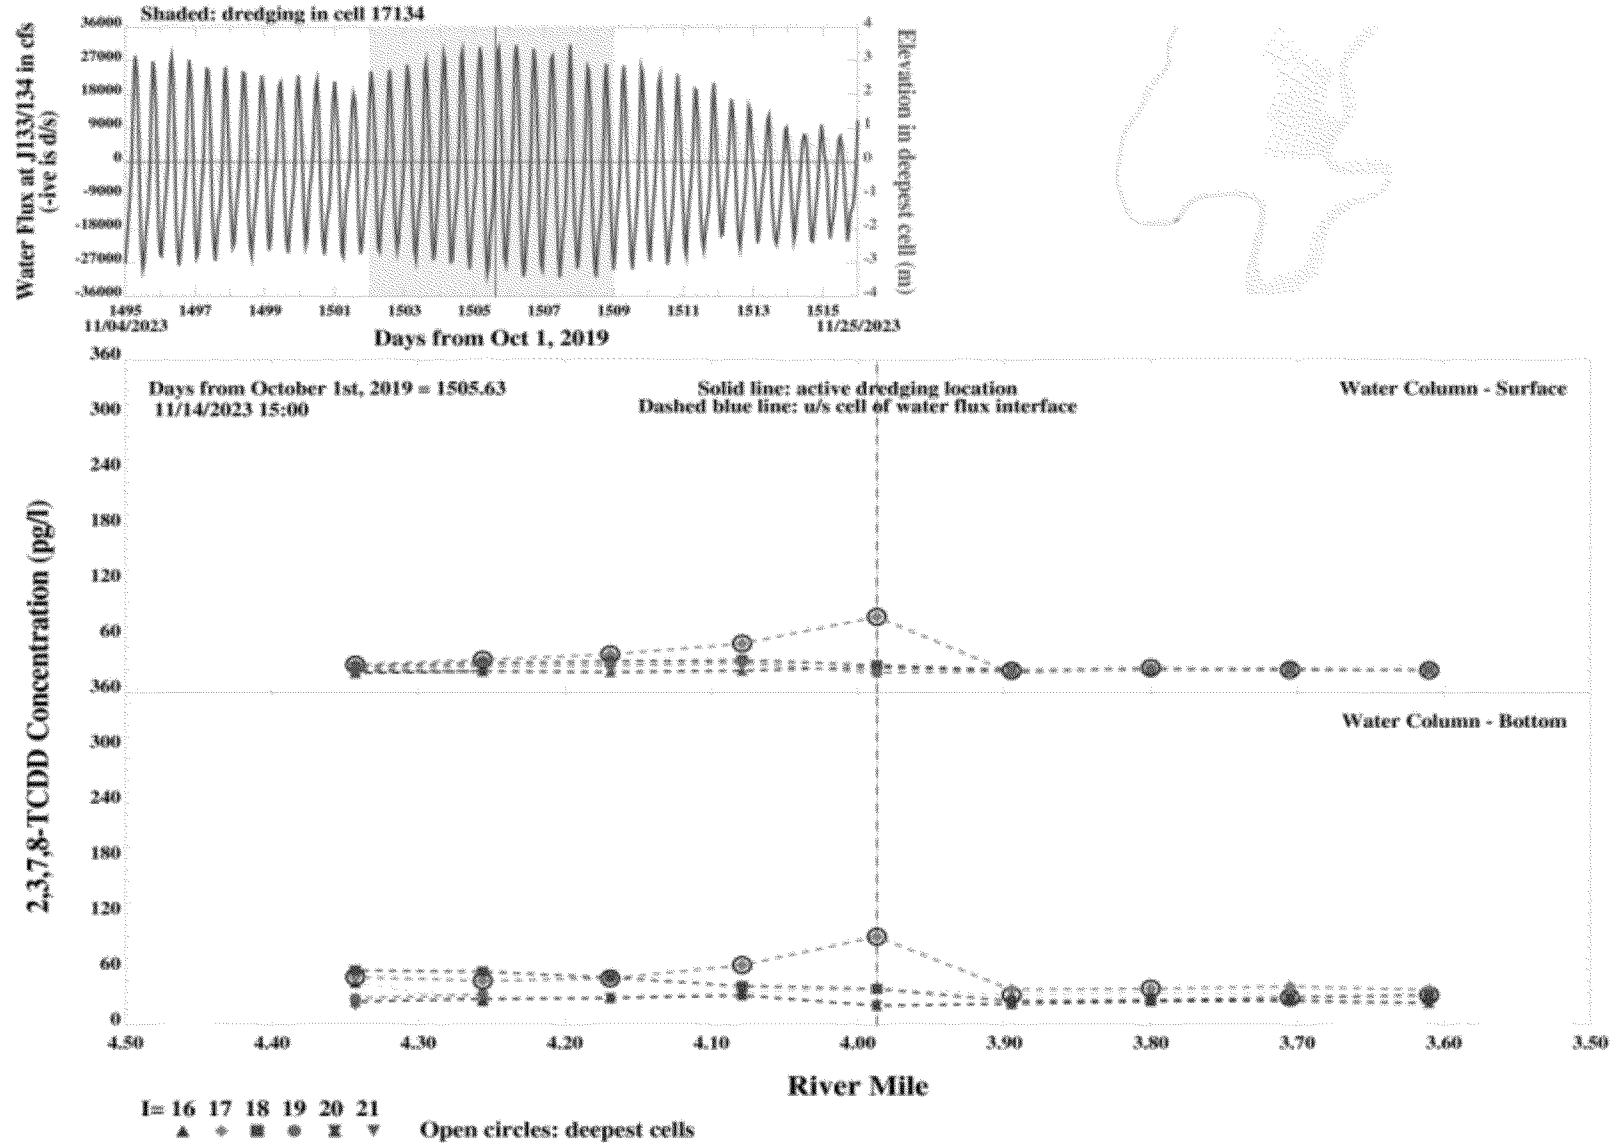 Shaded: dredging in cell 17134
Water Flux at J133/134 in cfs
(-ive is d/s)
36000
27000
18000
9000
0
-9000
-18000
-27000
-36000
4
3
2
1
0
-1
-2
-3
-4
Elevation in deepest cell (m)
1495 1497 1499 1501 1503 1505 1507 1509 1511 1513 1515
11/04/2023 11/25/2023
Days from Oct 1, 2019
Days from October 1st, 2019 = 1505.63
11/14/2023 15:00
Solid line: active dredging location
Dashed blue line: u/s cell of water flux interface
Water Column - Surface
2,3,7,8-TCDD Concentration (pg/l)
360
300
240
180
120
60
360
Water Column - Bottom
300
240
180
120
60
0
4.50 4.40 4.30 4.20 4.10 4.00 3.90 3.80 3.70 3.60 3.50
River Mile
I= 16 17 18 19 20 21
Open circles: deepest cells